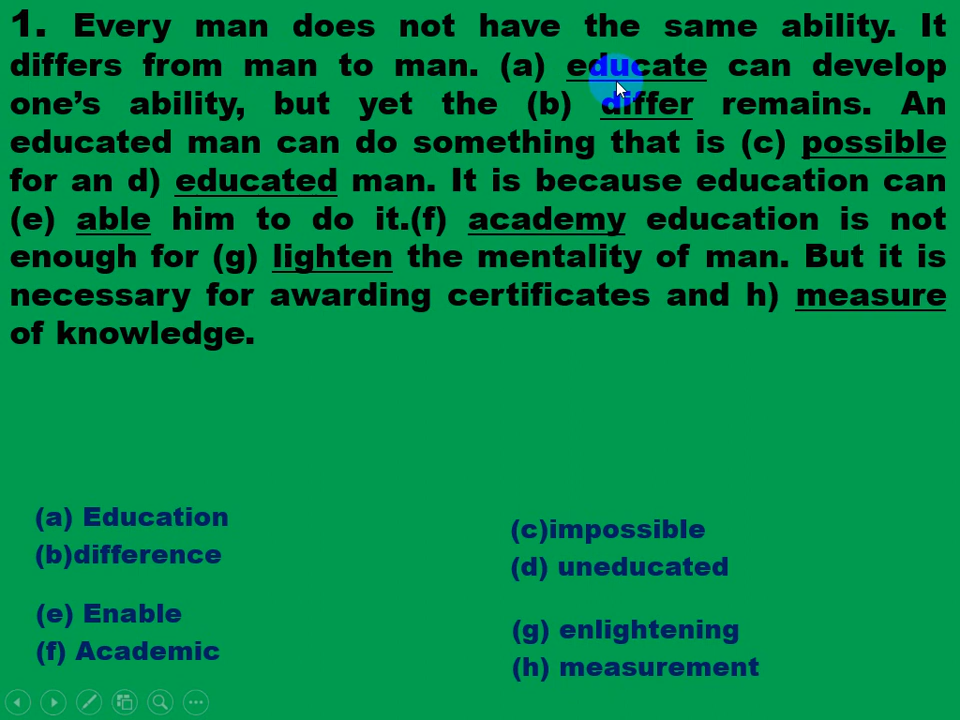 1. Every man does not have the same ability. It
differs from man to man. (a) educate can develop
one’s ability, but yet the (b) differ remains. An
educated man can do something that is (c) possible
for an d) educated man. It is because education can
(e) able him to do it.(f) academy education is not
enough for (g) lighten the mentality of man. But it is
necessary for awarding certificates and h) measure
of knowledge.
(a) Education
(b)difference
(c)impossible
(d) uneducated
(e) Enable
(f) Academic
(g) enlightening
(h) measurement